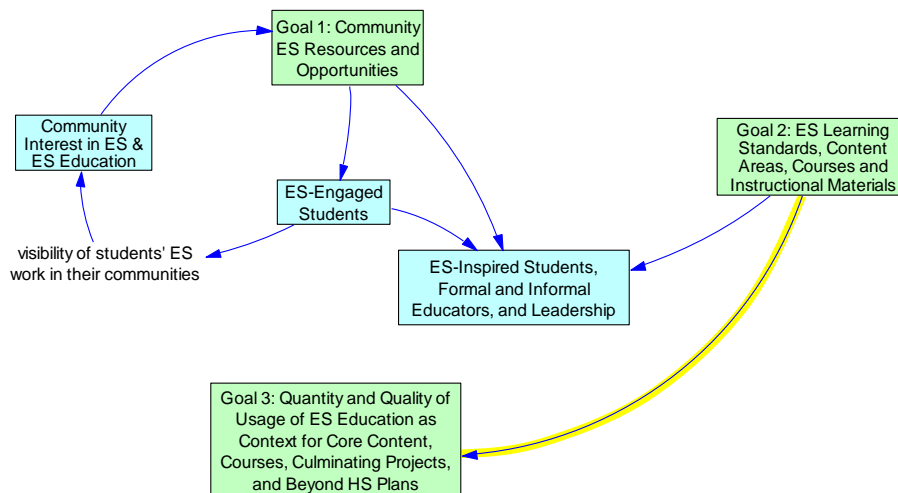 Goal 1: Community
ES Resources and
Opportunities
Community
Interest in ES &
ES Education
Goal 2: ES Learning
Standards, Content
Areas, Courses and
Instructional Materials
ES-Engaged
Students
visibility of students' ES
work in their communities
ES-Inspired Students,
Formal and Informal
Educators, and Leadership
Goal 3: Quantity and Quality of
Usage of ES Education as
Context for Core Content,
Courses, Culminating Projects,
and Beyond HS Plans